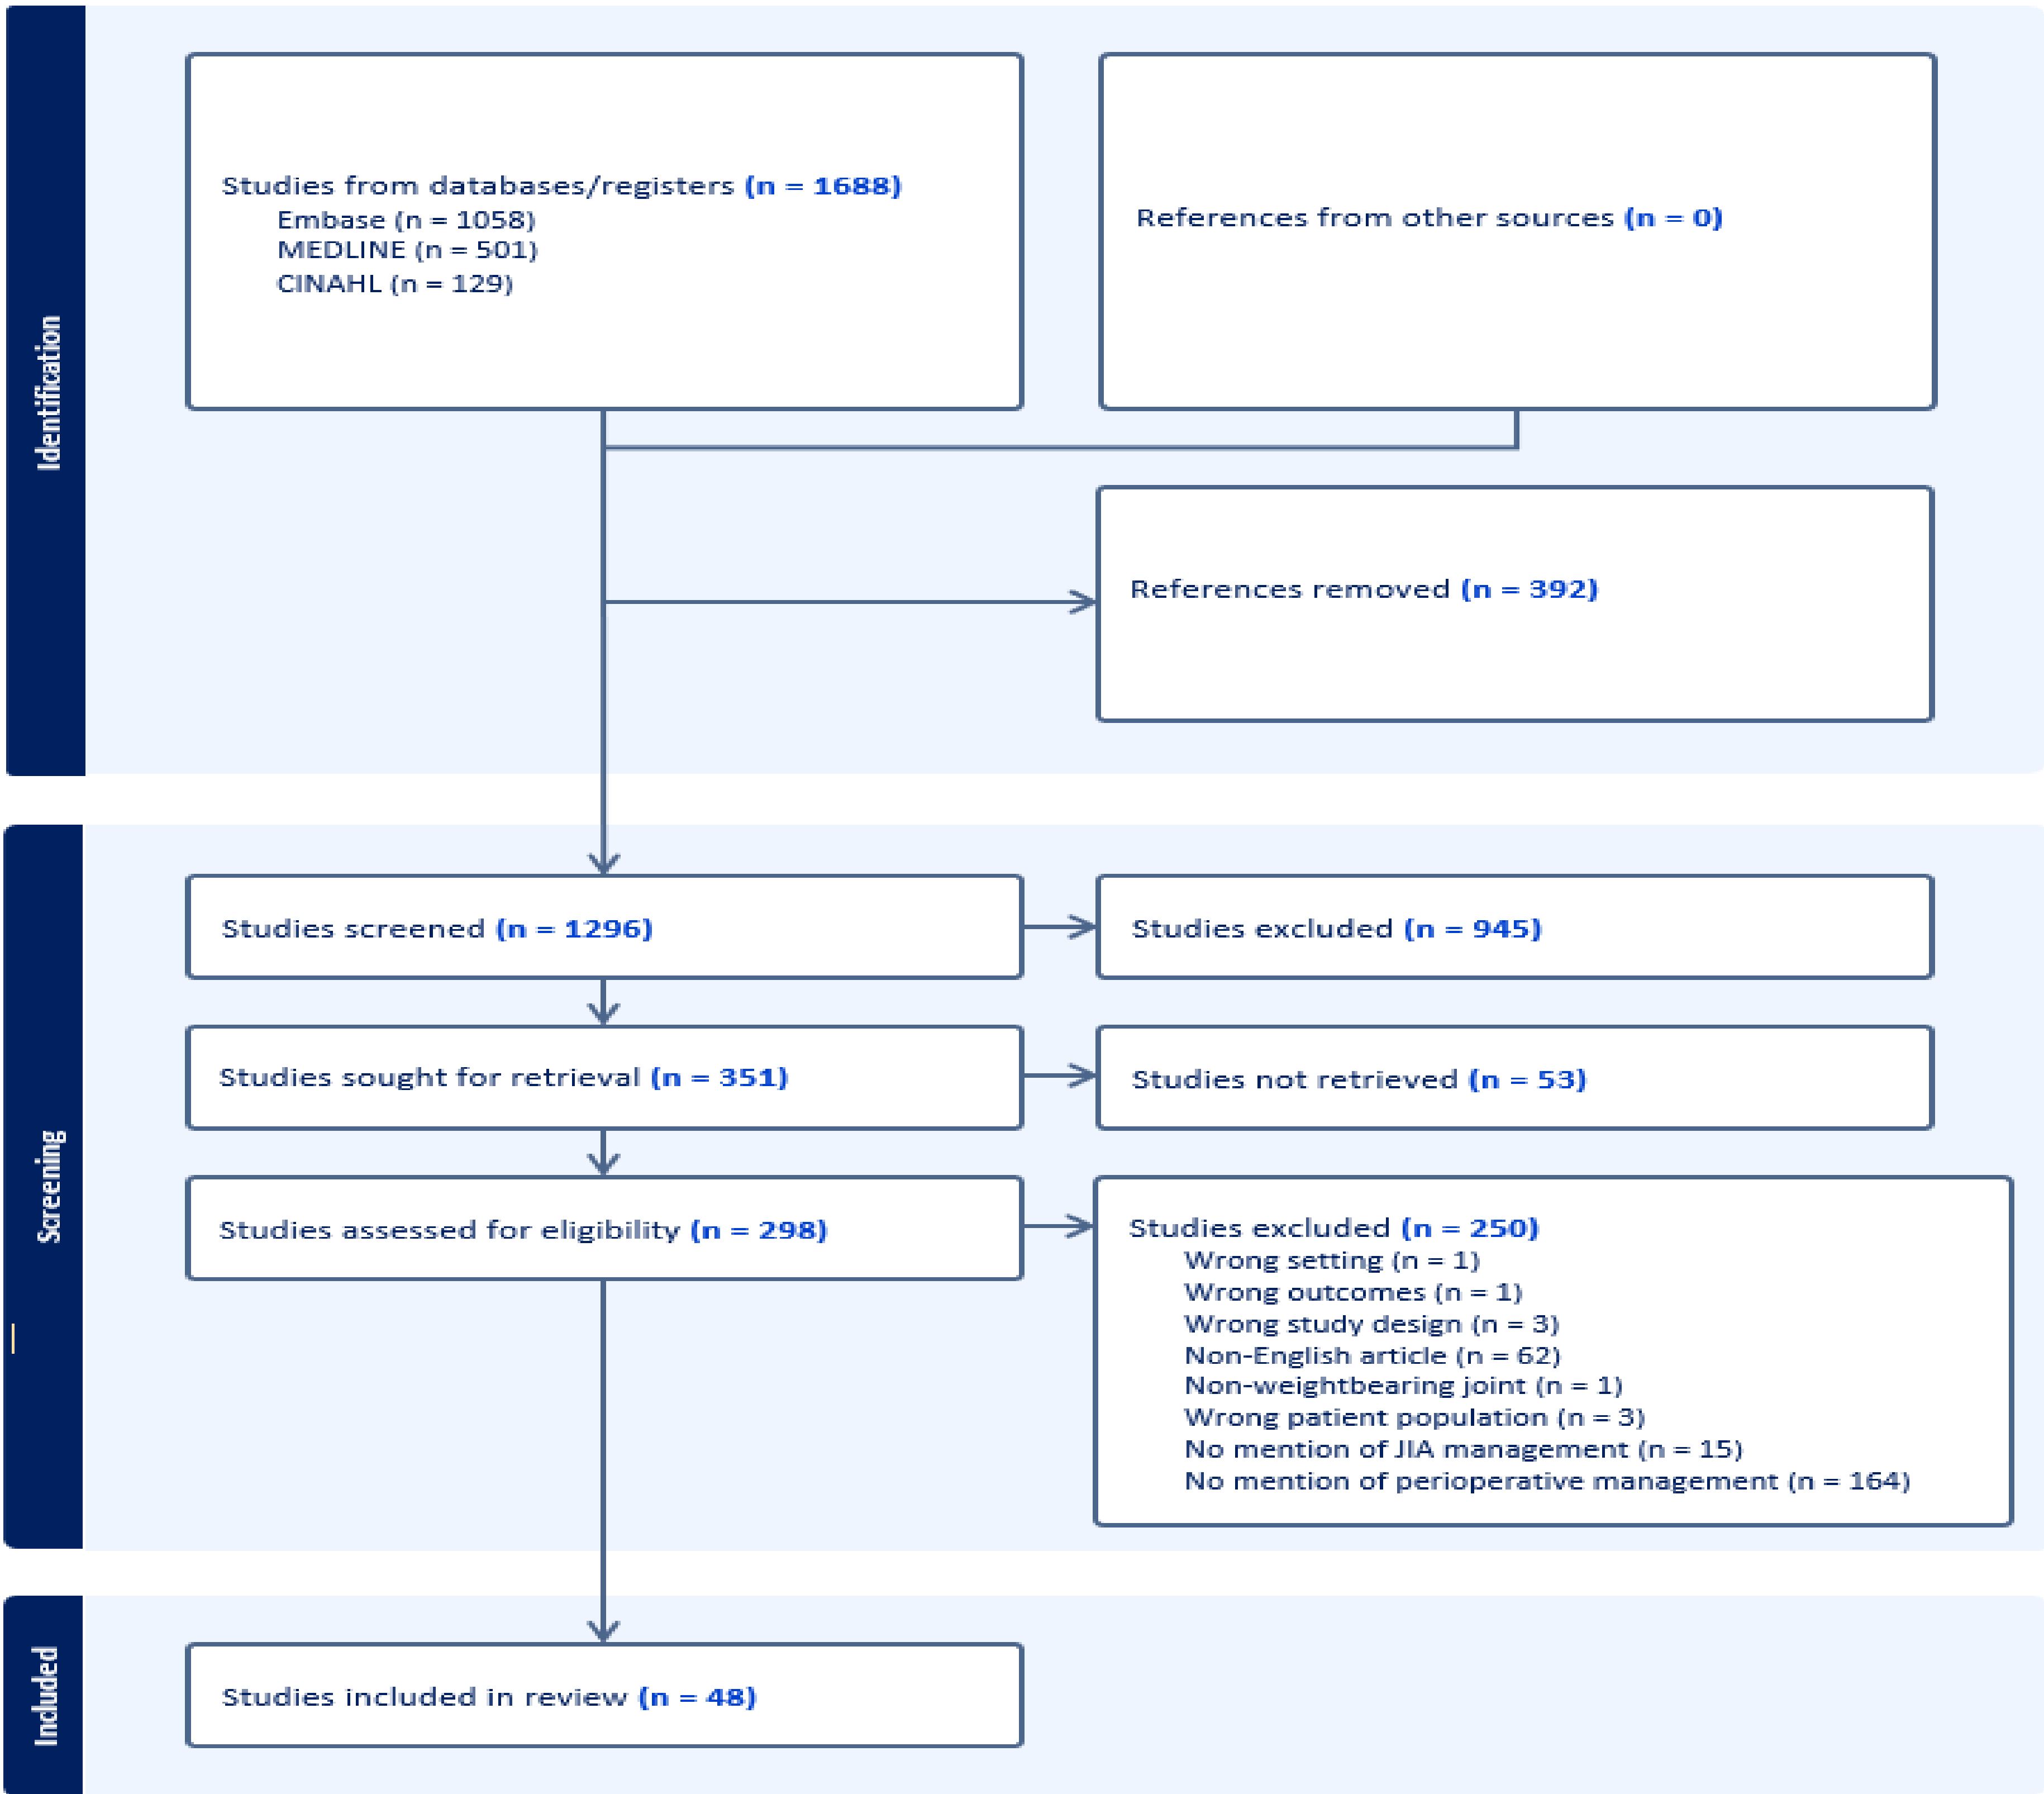 Identification
Studies from databases/registers (n = 1688)
Embase (n = 1058)
MEDLINE (n = 501)
CINAHL (n = 129)
References from other sources (n = 0)
References removed (n = 392)
Screening
Studies screened (n = 1296)
Studies excluded (n = 945)
Studies sought for retrieval (n = 351)
Studies not retrieved (n = 53)
Studies assessed for eligibility (n = 298)
Studies excluded (n = 250)
Wrong setting (n = 1)
Wrong outcomes (n = 1)
Wrong study design (n = 3)
Non-English article (n = 62)
Non-weightbearing joint (n = 1)
Wrong patient population (n = 3)
No mention of JIA management (n = 15)
No mention of perioperative management (n = 164)
Included
Studies included in review (n = 48)